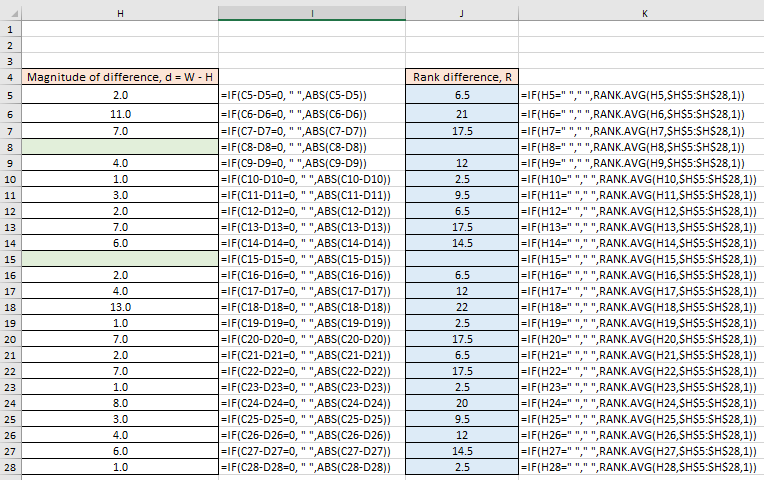 H I J K
1
2
3
4 Magnitude of difference, d = W - H Rank difference, R
5 2.0 =IF(C5-D5=0, " ",ABS(C5-D5)) 6.5 =IF(H5=" "," ",RANK.AVG(H5,$H$5:$H$28,1))
6 11.0 =IF(C6-D6=0, " ",ABS(C6-D6)) 21 =IF(H6=" "," ",RANK.AVG(H6,$H$5:$H$28,1))
7 7.0 =IF(C7-D7=0, " ",ABS(C7-D7)) 17.5 =IF(H7=" "," ",RANK.AVG(H7,$H$5:$H$28,1))
8 =IF(C8-D8=0, " ",ABS(C8-D8)) =IF(H8=" "," ",RANK.AVG(H8,$H$5:$H$28,1))
9 4.0 =IF(C9-D9=0, " ",ABS(C9-D9)) 12 =IF(H9=" "," ",RANK.AVG(H9,$H$5:$H$28,1))
10 1.0 =IF(C10-D10=0, " ",ABS(C10-D10)) 2.5 =IF(H10=" "," ",RANK.AVG(H10,$H$5:$H$28,1))
11 3.0 =IF(C11-D11=0, " ",ABS(C11-D11)) 9.5 =IF(H11=" "," ",RANK.AVG(H11,$H$5:$H$28,1))
12 2.0 =IF(C12-D12=0, " ",ABS(C12-D12)) 6.5 =IF(H12=" "," ",RANK.AVG(H12,$H$5:$H$28,1))
13 7.0 =IF(C13-D13=0, " ",ABS(C13-D13)) 17.5 =IF(H13=" "," ",RANK.AVG(H13,$H$5:$H$28,1))
14 6.0 =IF(C14-D14=0, " ",ABS(C14-D14)) 14.5 =IF(H14=" "," ",RANK.AVG(H14,$H$5:$H$28,1))
15 =IF(C15-D15=0, " ",ABS(C15-D15)) =IF(H15=" "," ",RANK.AVG(H15,$H$5:$H$28,1))
16 2.0 =IF(C16-D16=0, " ",ABS(C16-D16)) 6.5 =IF(H16=" "," ",RANK.AVG(H16,$H$5:$H$28,1))
17 4.0 =IF(C17-D17=0, " ",ABS(C17-D17)) 12 =IF(H17=" "," ",RANK.AVG(H17,$H$5:$H$28,1))
18 13.0 =IF(C18-D18=0, " ",ABS(C18-D18)) 22 =IF(H18=" "," ",RANK.AVG(H18,$H$5:$H$28,1))
19 1.0 =IF(C19-D19=0, " ",ABS(C19-D19)) 2.5 =IF(H19=" "," ",RANK.AVG(H19,$H$5:$H$28,1))
20 7.0 =IF(C20-D20=0, " ",ABS(C20-D20)) 17.5 =IF(H20=" "," ",RANK.AVG(H20,$H$5:$H$28,1))
21 2.0 =IF(C21-D21=0, " ",ABS(C21-D21)) 6.5 =IF(H21=" "," ",RANK.AVG(H21,$H$5:$H$28,1))
22 7.0 =IF(C22-D22=0, " ",ABS(C22-D22)) 17.5 =IF(H22=" "," ",RANK.AVG(H22,$H$5:$H$28,1))
23 1.0 =IF(C23-D23=0, " ",ABS(C23-D23)) 2.5 =IF(H23=" "," ",RANK.AVG(H23,$H$5:$H$28,1))
24 8.0 =IF(C24-D24=0, " ",ABS(C24-D24)) 20 =IF(H24=" "," ",RANK.AVG(H24,$H$5:$H$28,1))
25 3.0 =IF(C25-D25=0, " ",ABS(C25-D25)) 9.5 =IF(H25=" "," ",RANK.AVG(H25,$H$5:$H$28,1))
26 4.0 =IF(C26-D26=0, " ",ABS(C26-D26)) 12 =IF(H26=" "," ",RANK.AVG(H26,$H$5:$H$28,1))
27 6.0 =IF(C27-D27=0, " ",ABS(C27-D27)) 14.5 =IF(H27=" "," ",RANK.AVG(H27,$H$5:$H$28,1))
28 1.0 =IF(C28-D28=0, " ",ABS(C28-D28)) 2.5 =IF(H28=" "," ",RANK.AVG(H28,$H$5:$H$28,1))